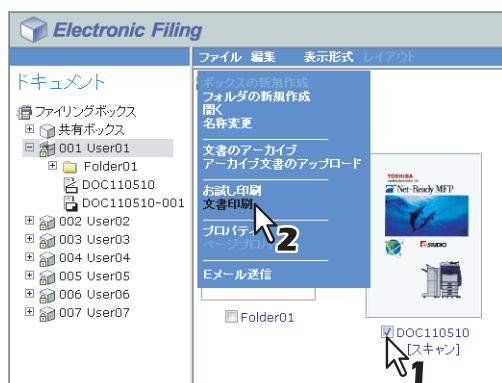 Electronic Filing
ファイル 編集 表示形式 レイアウト
ドキュメント
ファイリングボックス
共有ボックス
001 User01
Folder01
DOC110510
DOC110510-001
002 User02
003 User03
004 User04
005 User05
006 User06
007 User07
ボックスの新規作成
フォルダの新規作成
開く
名称変更
文書のアーカイブ
アーカイブ文書のアップロード
お試し印刷
文書印刷
プロパティ
ページプロパ
Eメール送信
2
Folder01
TOSHIBA
Net-Ready MFP
e-STUDIO
DOC110510
[スキャン]
1